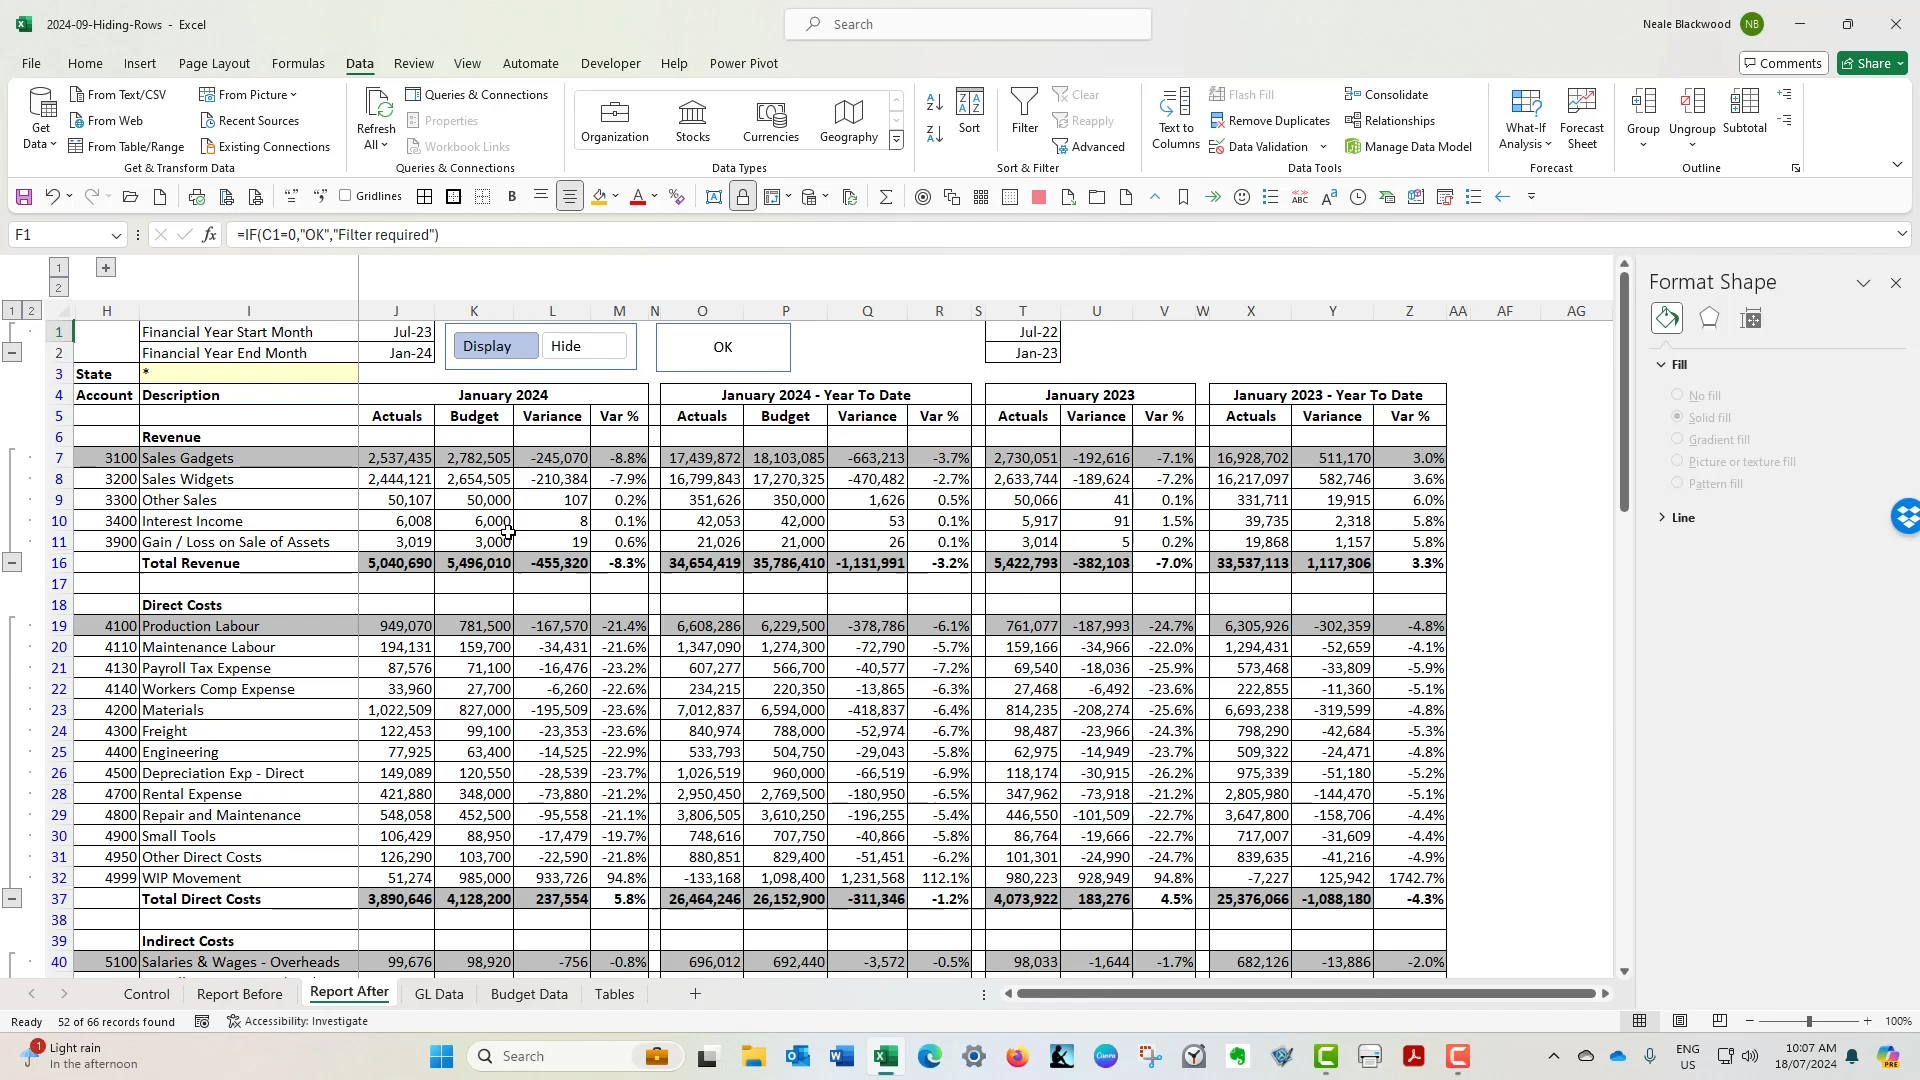 2024-09-Hiding-Rows - Excel
Search
Neale Blackwood NB
File Home Insert Page Layout Formulas Data Review View Automate Developer Help Power Pivot
Comments Share
Get Data
From Text/CSV
From Web
From Table/Range
From Picture
Recent Sources
Existing Connections
Get & Transform Data
Refresh All
Queries & Connections
Properties
Workbook Links
Queries & Connections
Organization Stocks Currencies Geography
Data Types
Sort
Filter
Clear
Reapply
Advanced
Sort & Filter
Text to Columns
Flash Fill
Remove Duplicates
Data Validation
Consolidate
Relationships
Manage Data Model
Data Tools
What-If Analysis
Forecast Sheet
Forecast
Group Ungroup Subtotal
Outline
Gridlines
F1 fx =IF(C1=0,"OK","Filter required")
1
2
1 2 H I J K L M N O P Q R S T U V W X Y Z AA AF AG
1 Financial Year Start Month Jul-23 Jul-22
Display Hide OK
2 Financial Year End Month Jan-24 Jan-23
3 State *
4 Account Description January 2024 January 2024 - Year To Date January 2023 January 2023 - Year To Date
5 Actuals Budget Variance Var % Actuals Budget Variance Var % Actuals Variance Var % Actuals Variance Var %
6 Revenue
7 3100 Sales Gadgets 2,537,435 2,782,505 -245,070 -8.8% 17,439,872 18,103,085 -663,213 -3.7% 2,730,051 -192,616 -7.1% 16,928,702 511,170 3.0%
8 3200 Sales Widgets 2,444,121 2,654,505 -210,384 -7.9% 16,799,843 17,270,325 -470,482 -2.7% 2,633,744 -189,624 -7.2% 16,217,097 582,746 3.6%
9 3300 Other Sales 50,107 50,000 107 0.2% 351,626 350,000 1,626 0.5% 50,066 41 0.1% 331,711 19,915 6.0%
10 3400 Interest Income 6,008 6,000 8 0.1% 42,053 42,000 53 0.1% 5,917 91 1.5% 39,735 2,318 5.8%
11 3900 Gain / Loss on Sale of Assets 3,019 3,000 19 0.6% 21,026 21,000 26 0.1% 3,014 5 0.2% 19,868 1,157 5.8%
16 Total Revenue 5,040,690 5,496,010 -455,320 -8.3% 34,654,419 35,786,410 -1,131,991 -3.2% 5,422,793 -382,103 -7.0% 33,537,113 1,117,306 3.3%
17
18 Direct Costs
19 4100 Production Labour 949,070 781,500 -167,570 -21.4% 6,608,286 6,229,500 -378,786 -6.1% 761,077 -187,993 -24.7% 6,305,926 -302,359 -4.8%
20 4110 Maintenance Labour 194,131 159,700 -34,431 -21.6% 1,347,090 1,274,300 -72,790 -5.7% 159,166 -34,966 -22.0% 1,294,431 -52,659 -4.1%
21 4130 Payroll Tax Expense 87,576 71,100 -16,476 -23.2% 607,277 566,700 -40,577 -7.2% 69,540 -18,036 -25.9% 573,468 -33,809 -5.9%
22 4140 Workers Comp Expense 33,960 27,700 -6,260 -22.6% 234,215 220,350 -13,865 -6.3% 27,468 -6,492 -23.6% 222,855 -11,360 -5.1%
23 4200 Materials 1,022,509 827,000 -195,509 -23.6% 7,012,837 6,594,000 -418,837 -6.4% 814,235 -208,274 -25.6% 6,693,238 -319,599 -4.8%
24 4300 Freight 122,453 99,100 -23,353 -23.6% 840,974 788,000 -52,974 -6.7% 98,487 -23,966 -24.3% 798,290 -42,684 -5.3%
25 4400 Engineering 77,925 63,400 -14,525 -22.9% 533,793 504,750 -29,043 -5.8% 62,975 -14,949 -23.7% 509,322 -24,471 -4.8%
26 4500 Depreciation Exp - Direct 149,089 120,550 -28,539 -23.7% 1,026,519 960,000 -66,519 -6.9% 118,174 -30,915 -26.2% 975,339 -51,180 -5.2%
28 4700 Rental Expense 421,880 348,000 -73,880 -21.2% 2,950,450 2,769,500 -180,950 -6.5% 347,962 -73,918 -21.2% 2,805,980 -144,470 -5.1%
29 4800 Repair and Maintenance 548,058 452,500 -95,558 -21.1% 3,806,505 3,610,250 -196,255 -5.4% 446,550 -101,509 -22.7% 3,647,800 -158,706 -4.4%
30 4900 Small Tools 106,429 88,950 -17,479 -19.7% 748,616 707,750 -40,866 -5.8% 86,764 -19,666 -22.7% 717,007 -31,609 -4.4%
31 4950 Other Direct Costs 126,290 103,700 -22,590 -21.8% 880,851 829,400 -51,451 -6.2% 101,301 -24,990 -24.7% 839,635 -41,216 -4.9%
32 4999 WIP Movement 51,274 985,000 933,726 94.8% -133,168 1,098,400 1,231,568 112.1% 980,223 928,949 94.8% -7,227 125,942 1742.7%
37 Total Direct Costs 3,890,646 4,128,200 237,554 5.8% 26,464,246 26,152,900 -311,346 -1.2% 4,073,922 183,276 4.5% 25,376,066 -1,088,180 -4.3%
38
39 Indirect Costs
40 5100 Salaries & Wages - Overheads 99,676 98,920 -756 -0.8% 696,012 692,440 -3,572 -0.5% 98,033 -1,644 -1.7% 682,126 -13,886 -2.0%
Format Shape
Fill
No fill
Solid fill
Gradient fill
Picture or texture fill
Pattern fill
Line
Control Report Before Report After GL Data Budget Data Tables
Ready 52 of 66 records found Accessibility: Investigate 100%
1 Light rain
In the afternoon
Search
ENG
US
10:07 AM
18/07/2024